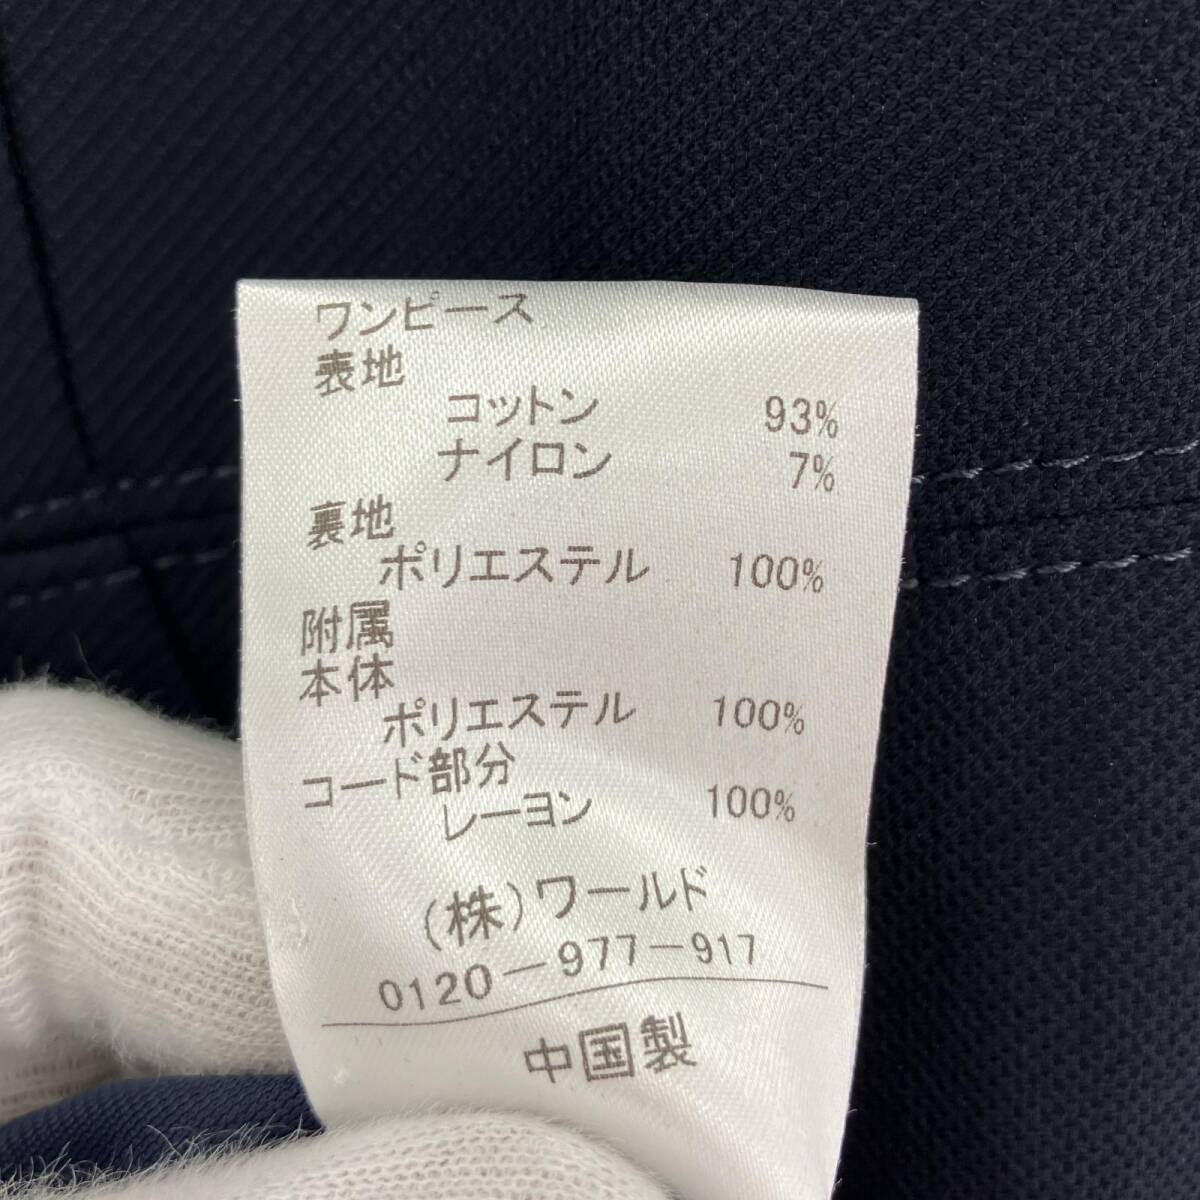 ワンピース
表地
コットン 93%
ナイロン 7%
裏地
ポリエステル 100%
附属
本体
ポリエステル 100%
コード部分
レーヨン 100%
(株)ワールド
0120-977-917
中国製